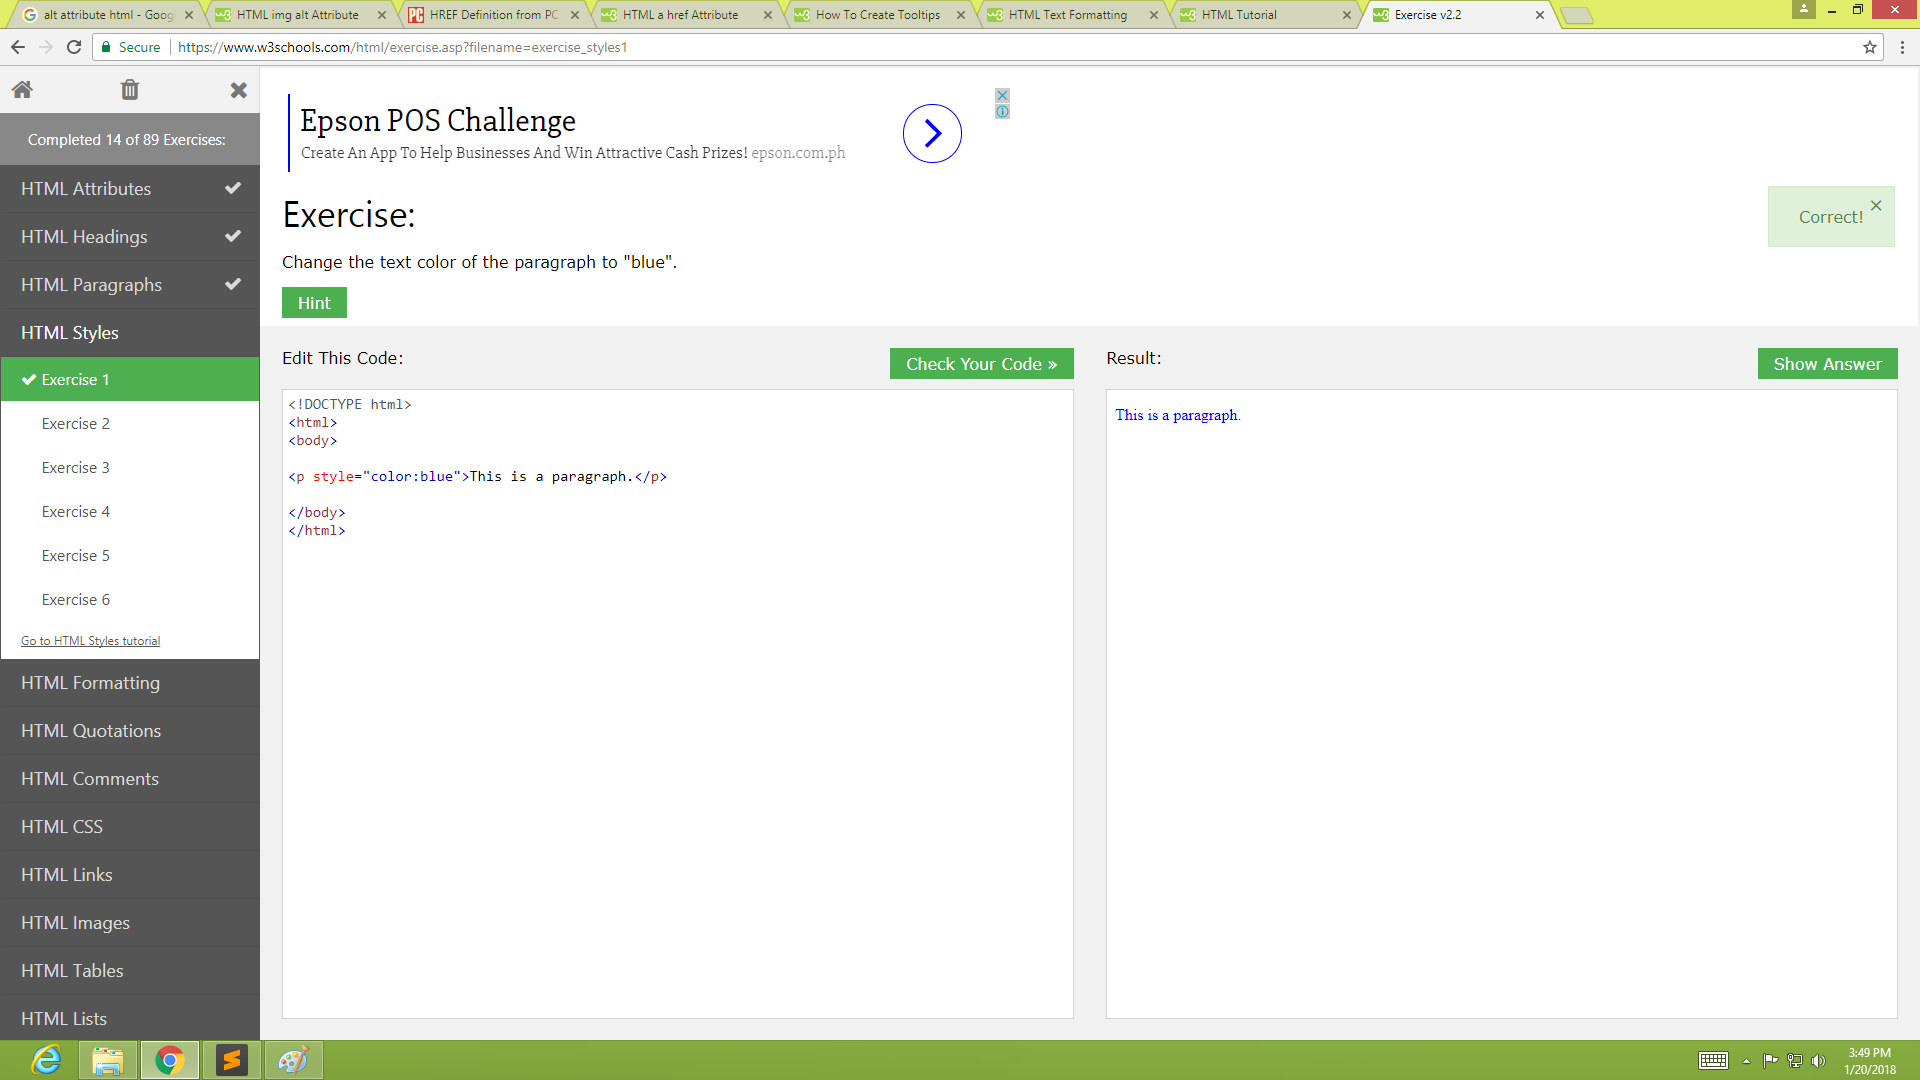 alt attribute html - Goog
HTML img alt Attribute
HREF Definition from PC
HTML a href Attribute
How To Create Tooltips
HTML Text Formatting
HTML Tutorial
Exercise v2.2
Secure
https://www.w3schools.com/html/exercise.asp?filename=exercise_styles1
Completed 14 of 89 Exercises:
HTML Attributes
HTML Headings
HTML Paragraphs
HTML Styles
Exercise 1
Exercise 2
Exercise 3
Exercise 4
Exercise 5
Exercise 6
Go to HTML Styles tutorial
HTML Formatting
HTML Quotations
HTML Comments
HTML CSS
HTML Links
HTML Images
HTML Tables
HTML Lists
Epson POS Challenge
Create An App To Help Businesses And Win Attractive Cash Prizes! epson.com.ph
Exercise:
Correct!
Change the text color of the paragraph to "blue".
Hint
Edit This Code:
Check Your Code »
<!DOCTYPE html>
<html>
<body>
<p style="color:blue">This is a paragraph.</p>
</body>
</html>
Result:
Show Answer
This is a paragraph.
3:49 PM
1/20/2018